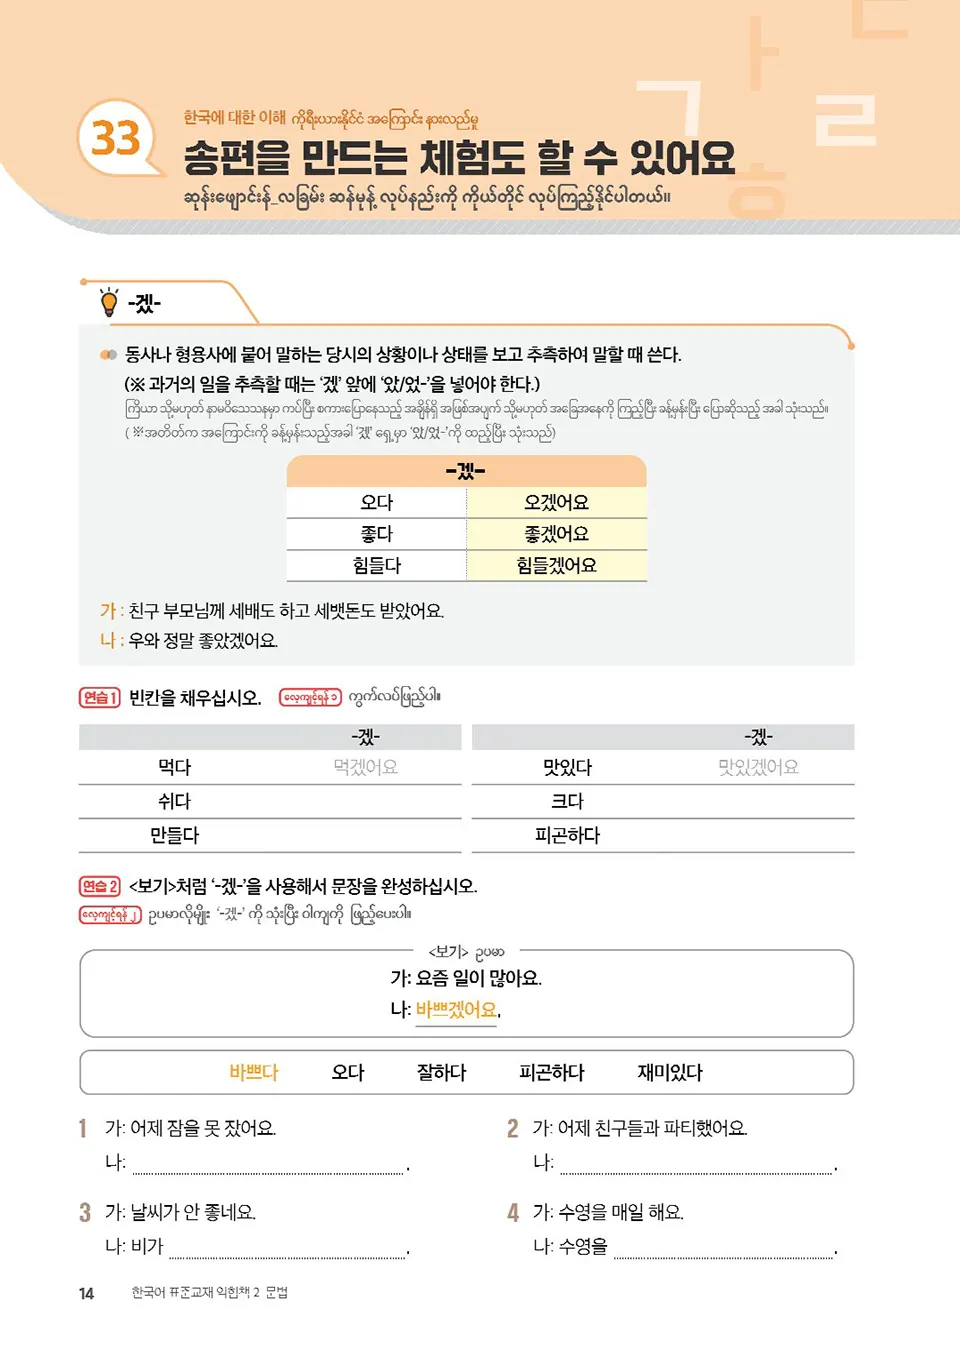 33
한국에 대한 이해 ကိုရီးယားနိုင်ငံ အကြောင်း နားလည်မှု
송편을 만드는 체험도 할 수 있어요
ဆုန်းဖျောင်းန်_လခြမ်း ဆန်မုန့် လုပ်နည်းကို ကိုယ်တိုင် လုပ်ကြည့်နိုင်ပါတယ်။
ㄱ ㅏ ㄴ ㄹ ㅎ
-겠-
동사나 형용사에 붙어 말하는 당시의 상황이나 상태를 보고 추측하여 말할 때 쓴다.
(※ 과거의 일을 추측할 때는 ‘겠’ 앞에 ‘았/었-’을 넣어야 한다.)
ကြိယာ သို့မဟုတ် နာမဝိသေသနမှာ ကပ်ပြီး စကားပြောနေသည့် အချိန်ရှိ အဖြစ်အပျက် သို့မဟုတ် အခြေအနေကို ကြည့်ပြီး ခန့်မှန်းပြီး ပြောဆိုသည့် အခါ သုံးသည်။
( ※အတိတ်က အကြောင်းကို ခန့်မှန်းသည့်အခါ ‘겠’ ရှေ့မှာ ‘았/었-’ကို ထည့်ပြီး သုံးသည်)
-겠-
오다 오겠어요
좋다 좋겠어요
힘들다 힘들겠어요
가 : 친구 부모님께 세배도 하고 세뱃돈도 받았어요.
나 : 우와 정말 좋았겠어요.
연습 1 빈칸을 채우십시오. လေ့ကျင့်ရန် ၁ ကွက်လပ်ဖြည့်ပါ။
-겠- -겠-
먹다 먹겠어요 맛있다 맛있겠어요
쉬다 크다
만들다 피곤하다
연습 2 <보기>처럼 ‘-겠-’을 사용해서 문장을 완성하십시오.
လေ့ကျင့်ရန် ၂ ဥပမာလိုမျိုး ‘-겠-’ ကို သုံးပြီး ဝါကျကို ဖြည့်ပေးပါ။
<보기> ဥပမာ
가: 요즘 일이 많아요.
나: 바쁘겠어요.
바쁘다 오다 잘하다 피곤하다 재미있다
1 가: 어제 잠을 못 잤어요. 2 가: 어제 친구들과 파티했어요.
나: . 나: .
3 가: 날씨가 안 좋네요. 4 가: 수영을 매일 해요.
나: 비가 . 나: 수영을 .
14 한국어 표준교재 익힘책 2 문법